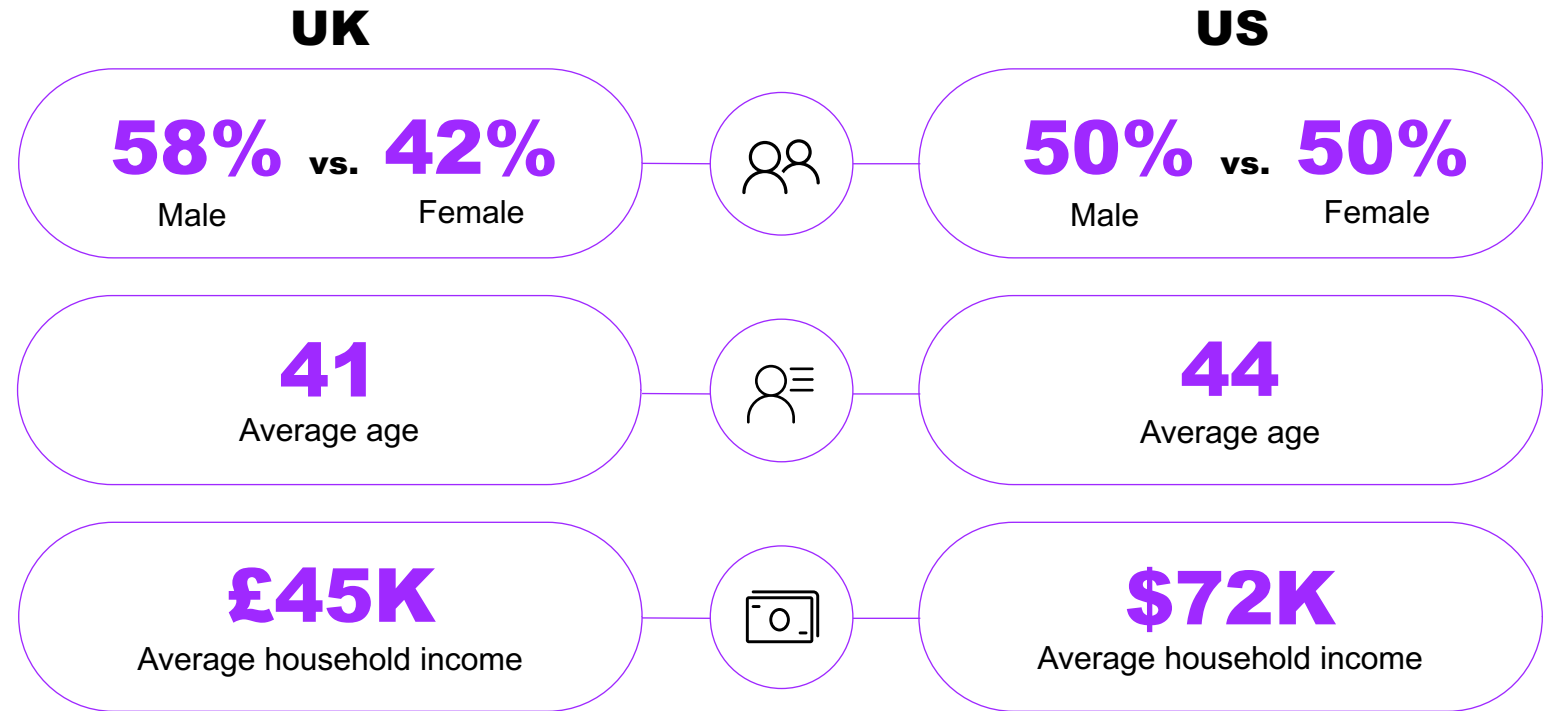 UK
58% vs. 42%
Male Female
41
Average age
£45K
Average household income
US
50% vs. 50%
Male Female
44
Average age
$72K
Average household income